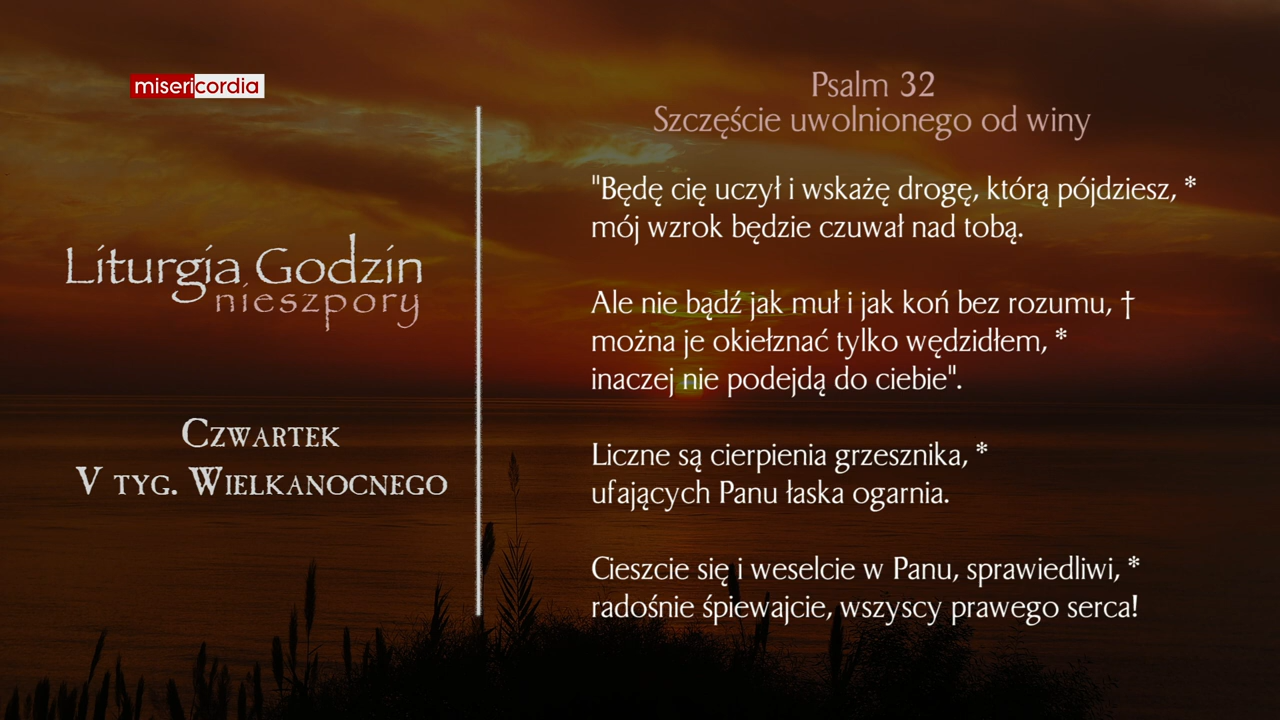 misericordia
Liturgia Godzin
nieszpory
Czwartek
V tyg. Wielkanocnego
Psalm 32
Szczęście uwolnionego od winy
"Będę cię uczył i wskażę drogę, którą pójdziesz, *
mój wzrok będzie czuwał nad tobą.
Ale nie bądź jak muł i jak koń bez rozumu, †
można je okiełznać tylko wędzidłem, *
inaczej nie podejdą do ciebie".
Liczne są cierpienia grzesznika, *
ufających Panu łaska ogarnia.
Cieszcie się i weselcie w Panu, sprawiedliwi, *
radośnie śpiewajcie, wszyscy prawego serca!